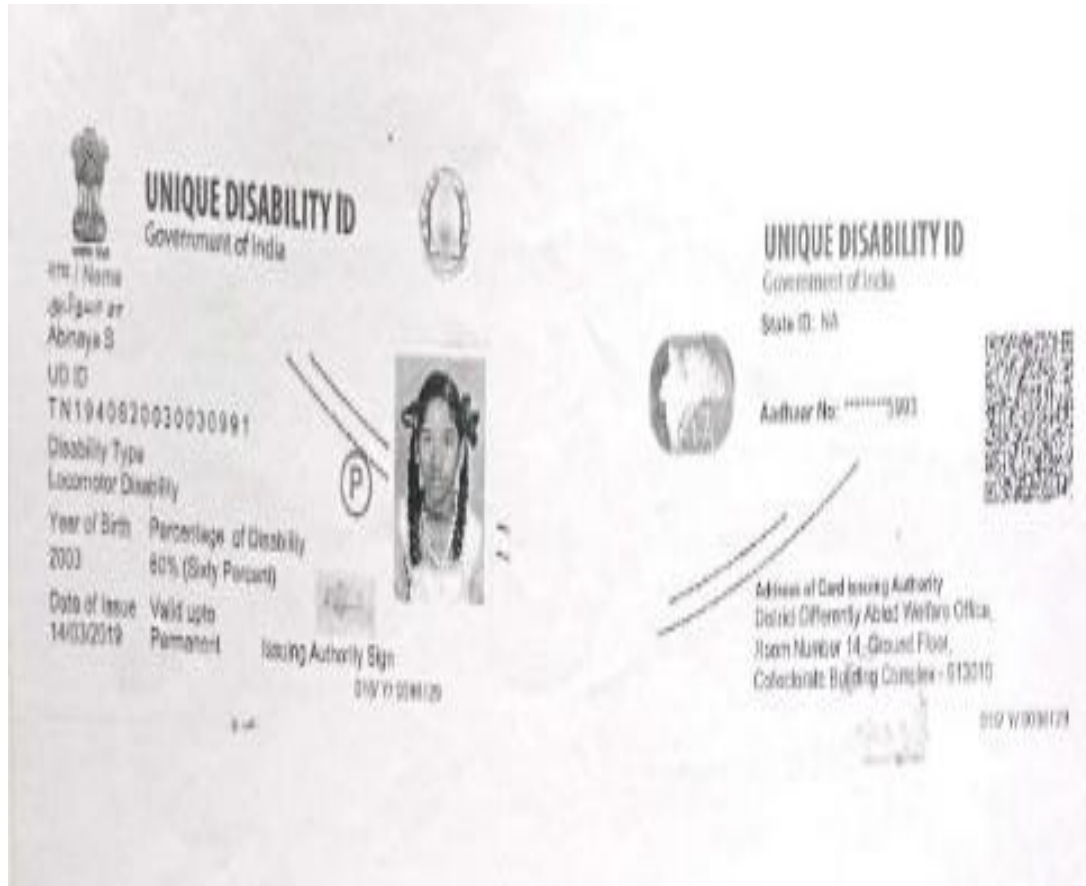 UNIQUE DISABILITY ID
Government of India
/ Name
Abinaya S
UD ID
TN1940820030030991
Disability Type
Locomotor Disability
Year of Birth Percentage of Disability
2003 60% (Sixty Percent)
Date of Issue Valid upto
14/03/2019 Permanent
Issuing Authority Sign
P
UNIQUE DISABILITY ID
Government of India
State ID: NA
Aadhaar No: ********5993
Address of Card Issuing Authority
District Differently Abled Welfare Office,
Room Number 14, Ground Floor,
Collectorate Building Complex - 613010